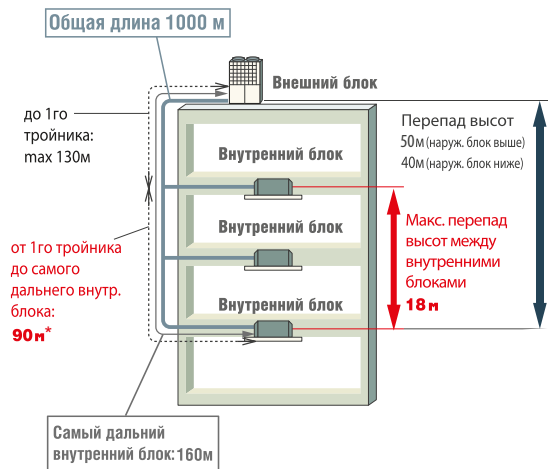 Общая длина 1000 м
Внешний блок
до 1го
тройника:
max 130м
Перепад высот
50м (наруж. блок выше)
40м (наруж. блок ниже)
Внутренний блок
Внутренний блок
Внутренний блок
Макс. перепад
высот между
внутренними
блоками
18 м
от 1го тройника
до самого
дальнего внутр.
блока:
90м*
Самый дальний
внутренний блок:160м